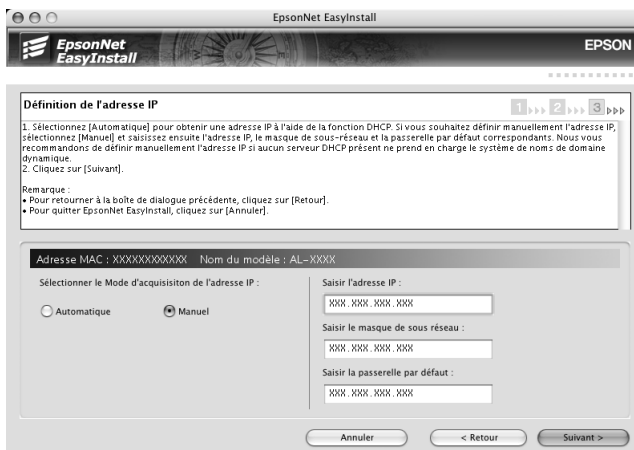 EpsonNet EasyInstall
EpsonNet
EasyInstall
EPSON
Définition de l'adresse IP
1 2 3
1. Sélectionnez [Automatique] pour obtenir une adresse IP à l'aide de la fonction DHCP. Si vous souhaitez définir manuellement l'adresse IP,
sélectionnez [Manuel] et saisissez ensuite l'adresse IP, le masque de sous-réseau et la passerelle par défaut correspondants. Nous vous
recommandons de définir manuellement l'adresse IP si aucun serveur DHCP présent ne prend en charge le système de noms de domaine
dynamique.
2. Cliquez sur [Suivant].
Remarque :
• Pour retourner à la boîte de dialogue précédente, cliquez sur [Retour].
• Pour quitter EpsonNet EasyInstall, cliquez sur [Annuler].
Adresse MAC : XXXXXXXXXXXX Nom du modèle : AL-XXXX
Sélectionner le Mode d'acquisisiton de l'adresse IP :
Automatique Manuel
Saisir l'adresse IP :
XXX.XXX.XXX.XXX
Saisir le masque de sous réseau :
XXX.XXX.XXX.XXX
Saisir la passerelle par défaut :
XXX.XXX.XXX.XXX
Annuler < Retour Suivant >